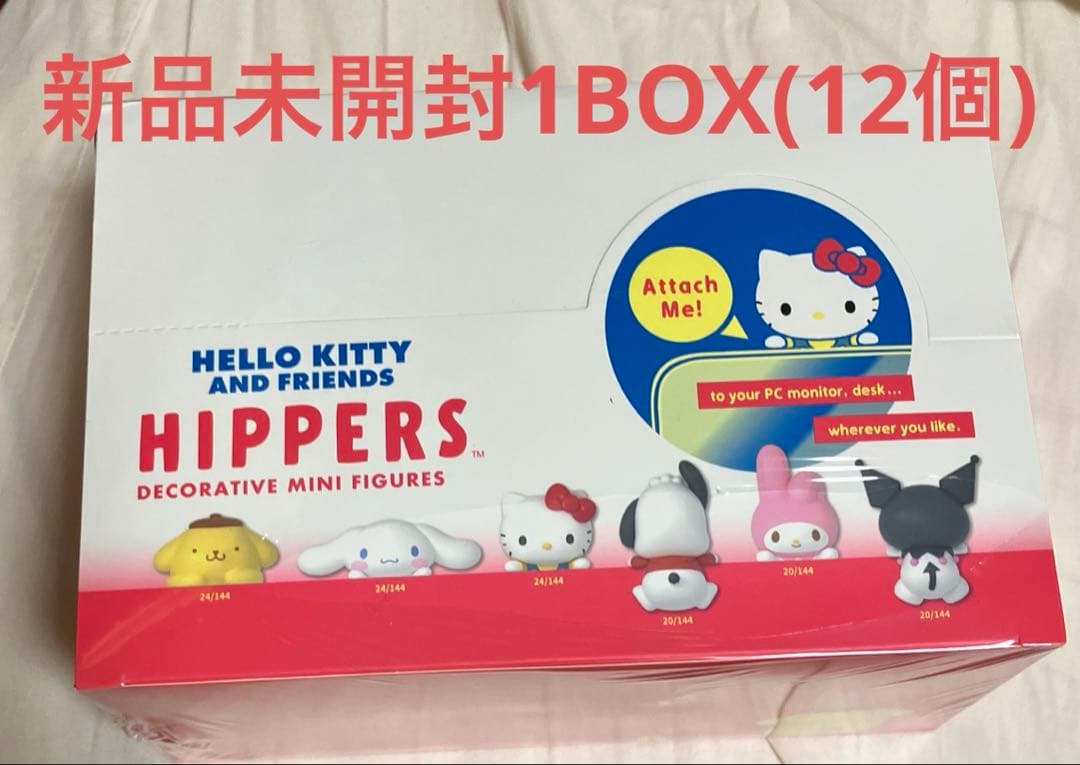 新品未開封1BOX(12個)
Attach
Me!
HELLO KITTY
AND FRIENDS
HIPPERS™
DECORATIVE MINI FIGURES
to your PC monitor, desk...
wherever you like.
24/144
24/144
24/144
20/144
20/144
20/144